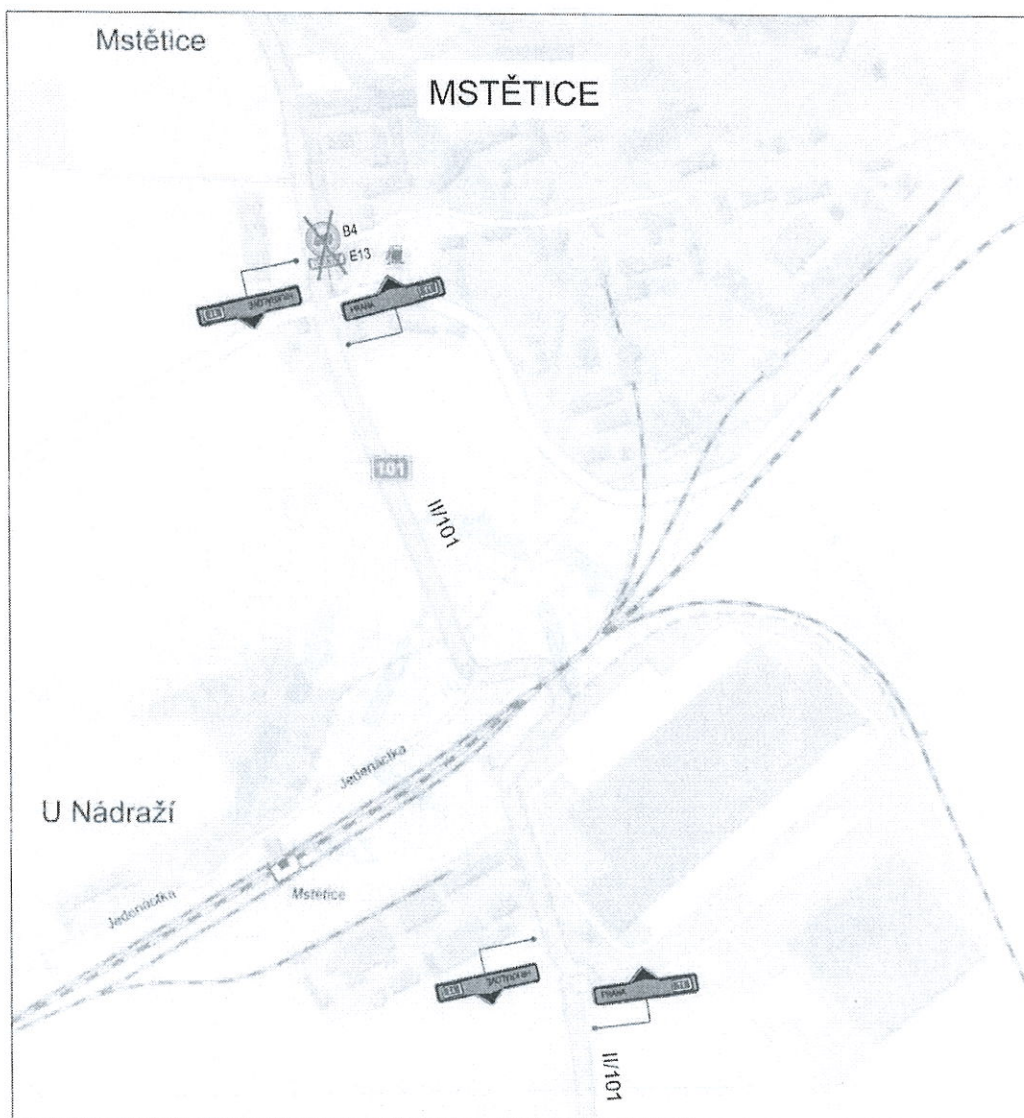 Mstětice
MSTĚTICE
B4
E13
PRAHA
101
II/101
Jedenáctka
U Nádraží
Jedenáctka
Mstětice
PRAHA
II/101